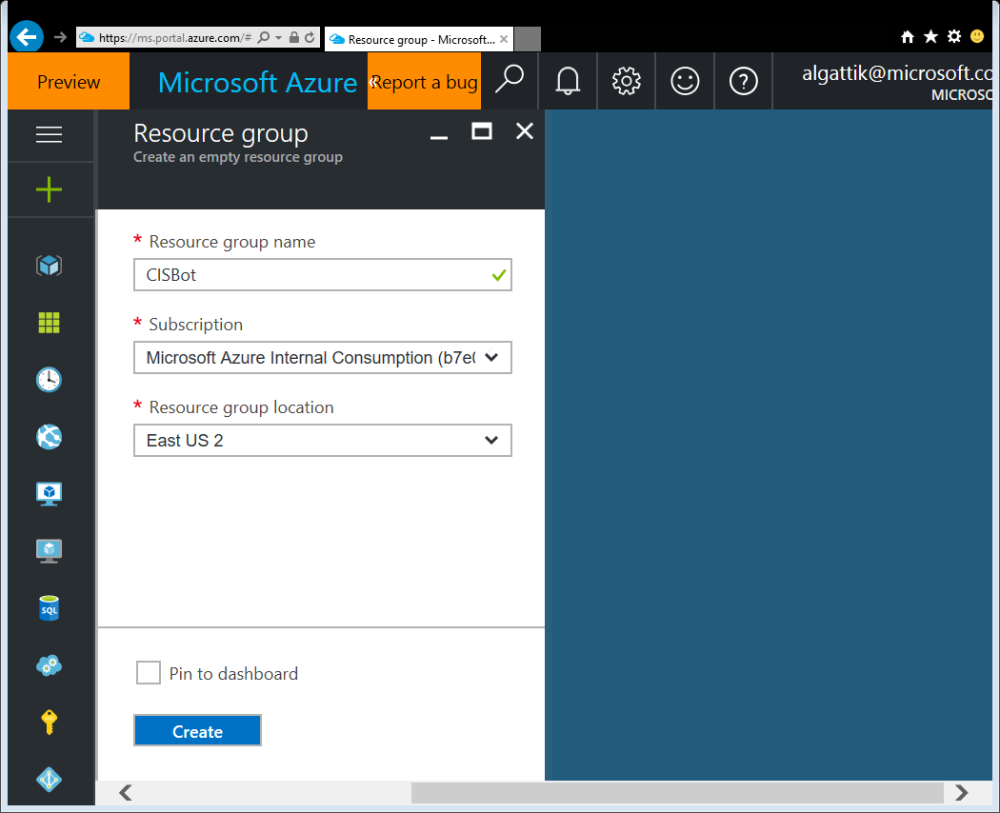 https://ms.portal.azure.com/#
Resource group - Microsoft...
Preview
Microsoft Azure
Report a bug
algattik@microsoft.co
MICROSO
Resource group
Create an empty resource group
* Resource group name
CISBot
* Subscription
Microsoft Azure Internal Consumption (b7e0
* Resource group location
East US 2
SQL
Pin to dashboard
Create